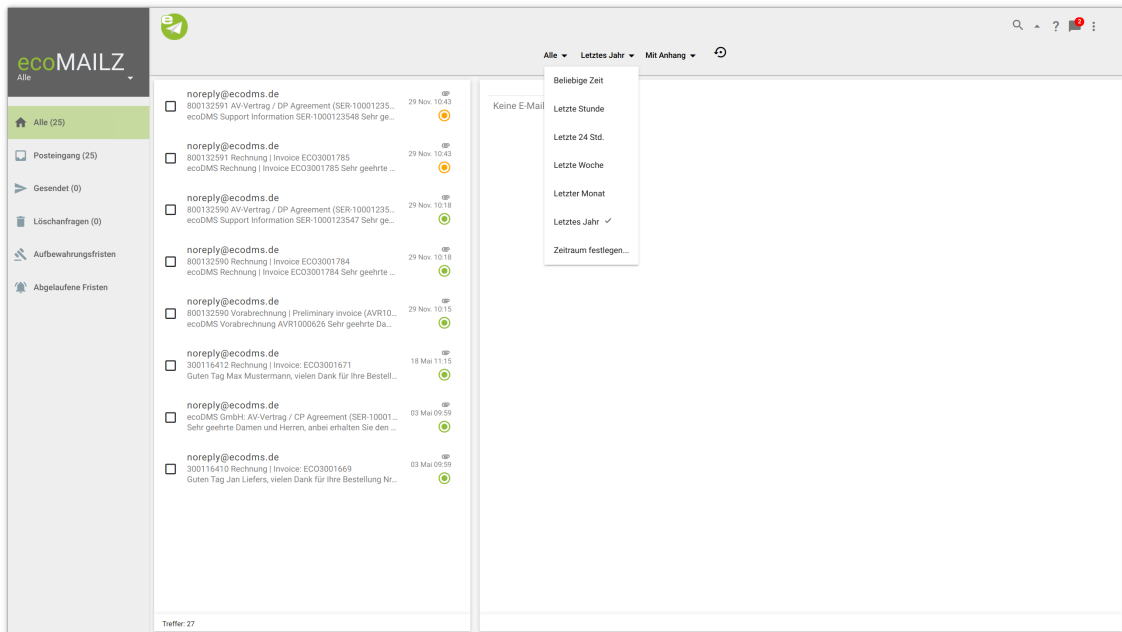 ecoMAILZ
Alle
Alle (25)
Posteingang (25)
Gesendet (0)
Löschanfragen (0)
Aufbewahrungsfristen
Abgelaufene Fristen
e
? 2
Alle Letztes Jahr Mit Anhang
noreply@ecodms.de
800132591 AV-Vertrag / DP Agreement (SER-10001235... 29 Nov. 10:43
ecoDMS Support Information SER-1000123548 Sehr ge...
noreply@ecodms.de
800132591 Rechnung | Invoice ECO3001785 29 Nov. 10:43
ecoDMS Rechnung | Invoice ECO3001785 Sehr geehrte ...
noreply@ecodms.de
800132590 AV-Vertrag / DP Agreement (SER-10001235... 29 Nov. 10:18
ecoDMS Support Information SER-1000123547 Sehr ge...
noreply@ecodms.de
800132590 Rechnung | Invoice ECO3001784 29 Nov. 10:18
ecoDMS Rechnung | Invoice ECO3001784 Sehr geehrte ...
noreply@ecodms.de
800132590 Vorabrechnung | Preliminary invoice (AVR10... 29 Nov. 10:15
ecoDMS Vorabrechnung AVR1000626 Sehr geehrte Da...
noreply@ecodms.de
300116412 Rechnung | Invoice: ECO3001671 18 Mai 11:15
Guten Tag Max Mustermann, vielen Dank für Ihre Bestell...
noreply@ecodms.de
ecoDMS GmbH: AV-Vertrag / CP Agreement (SER-10001... 03 Mai 09:59
Sehr geehrte Damen und Herren, anbei erhalten Sie den ...
noreply@ecodms.de
300116410 Rechnung | Invoice: ECO3001669 03 Mai 09:59
Guten Tag Jan Liefers, vielen Dank für Ihre Bestellung Nr...
Treffer: 27
Keine E-Mail
Beliebige Zeit
Letzte Stunde
Letzte 24 Std.
Letzte Woche
Letzter Monat
Letztes Jahr
Zeitraum festlegen...